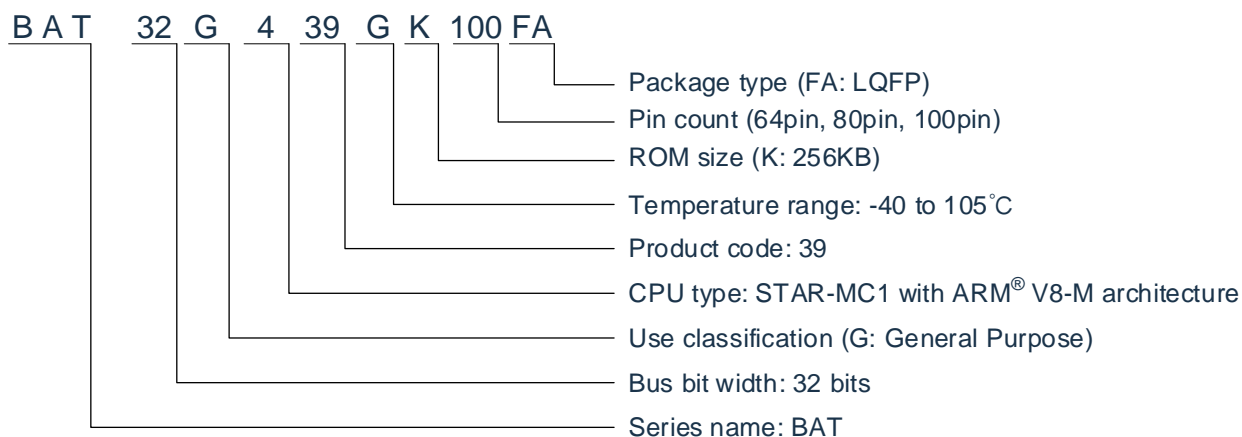 BAT 32 G 4 39 G K 100 FA
Package type (FA: LQFP)
Pin count (64pin, 80pin, 100pin)
ROM size (K: 256KB)
Temperature range: -40 to 105℃
Product code: 39
CPU type: STAR-MC1 with ARM® V8-M architecture
Use classification (G: General Purpose)
Bus bit width: 32 bits
Series name: BAT